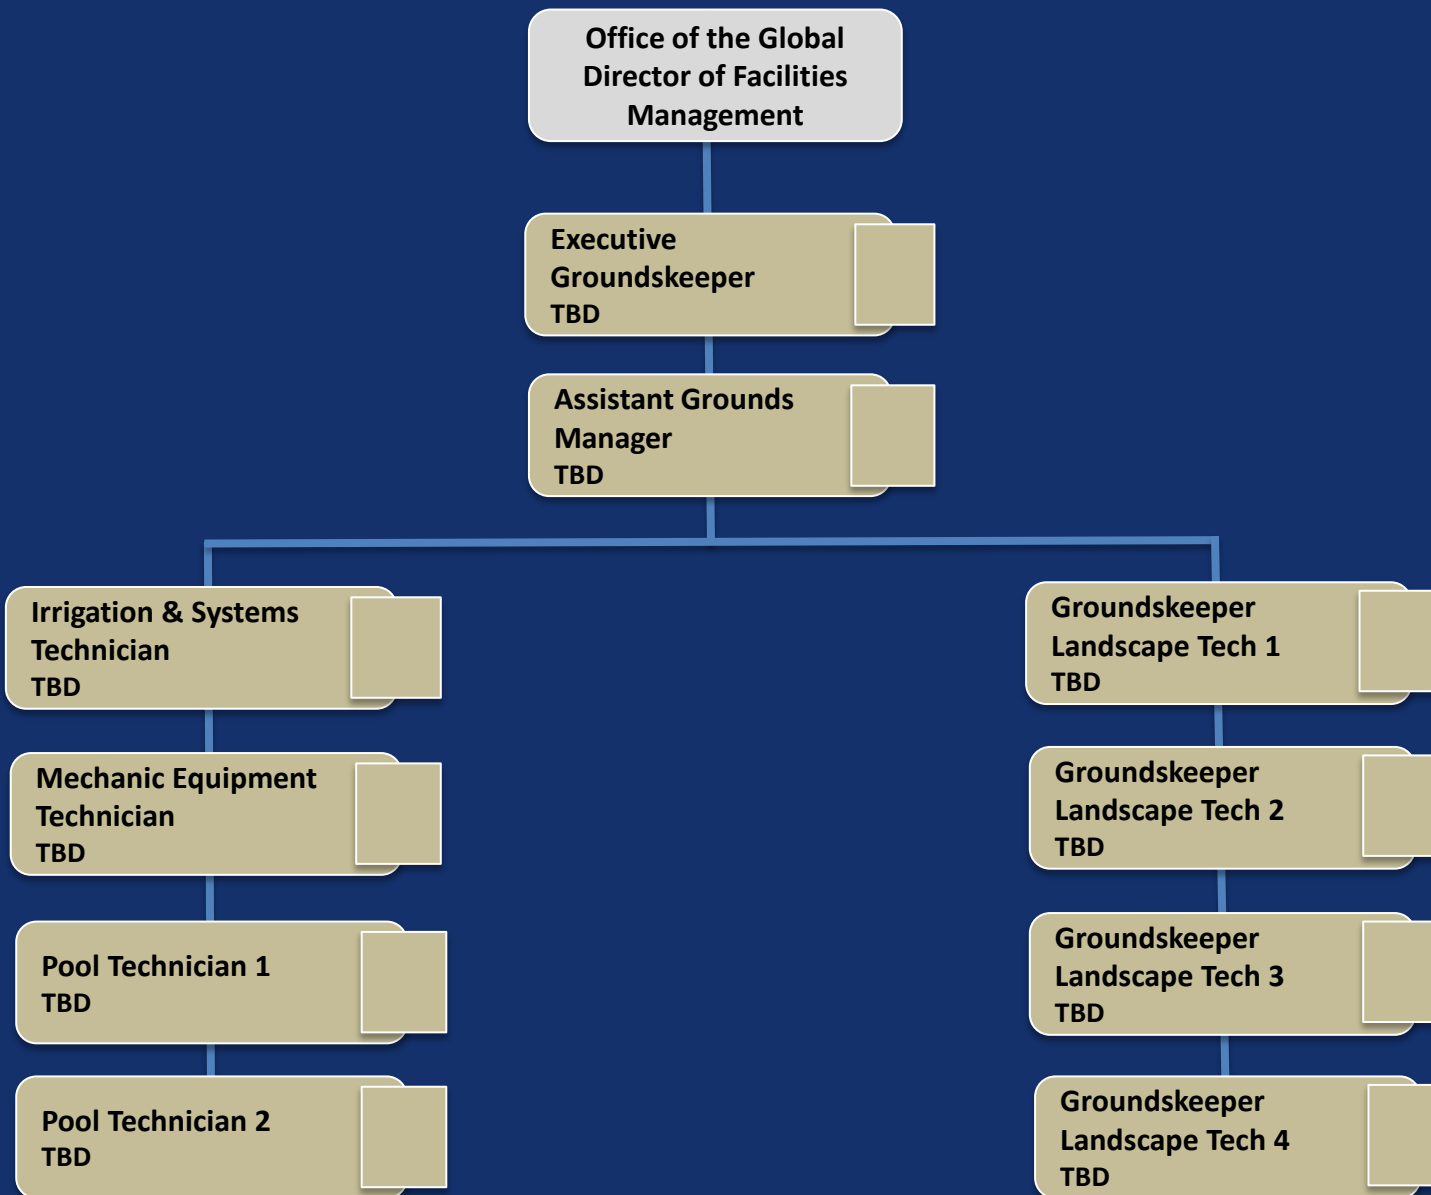 Office of the Global
Director of Facilities
Management
Executive
Groundskeeper
TBD
Assistant Grounds
Manager
TBD
Irrigation & Systems
Technician
TBD
Mechanic Equipment
Technician
TBD
Pool Technician 1
TBD
Pool Technician 2
TBD
Groundskeeper
Landscape Tech 1
TBD
Groundskeeper
Landscape Tech 2
TBD
Groundskeeper
Landscape Tech 3
TBD
Groundskeeper
Landscape Tech 4
TBD